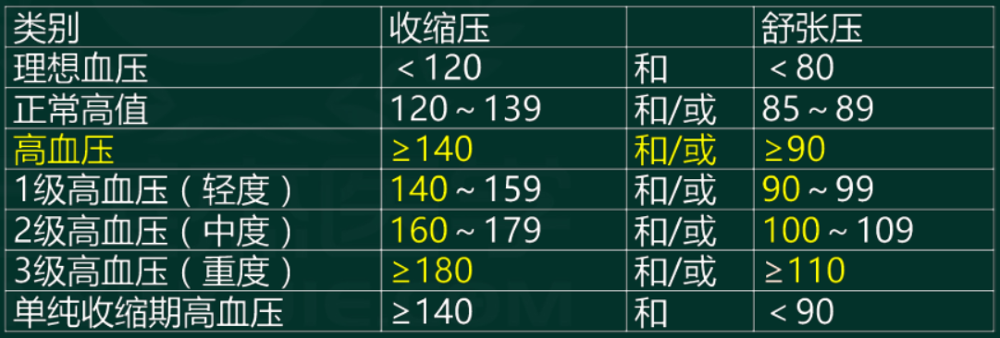 类别 收缩压 舒张压
理想血压 ＜120 和 ＜80
正常高值 120～139 和/或 85～89
高血压 ≥140 和/或 ≥90
1级高血压（轻度） 140～159 和/或 90～99
2级高血压（中度） 160～179 和/或 100～109
3级高血压（重度） ≥180 和/或 ≥110
单纯收缩期高血压 ≥140 和 ＜90